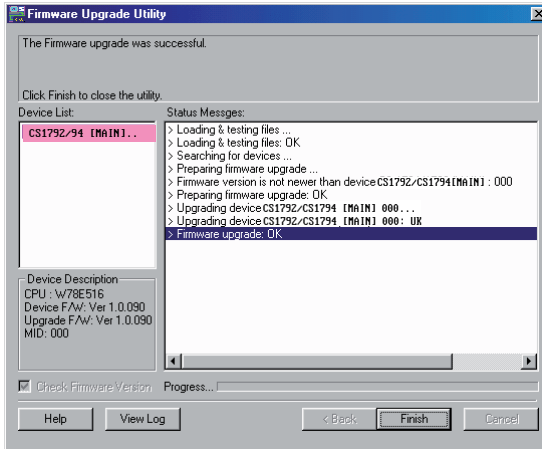 Firmware Upgrade Utility
The Firmware upgrade was successful.
Click Finish to close the utility.
Device List:
Status Messges:
CS1792/94 [MAIN]..
> Loading & testing files ...
> Loading & testing files: OK
> Searching for devices ...
> Preparing firmware upgrade ...
> Firmware version is not newer than device CS1792/CS1794[MAIN] : 000
> Preparing firmware upgrade: OK
> Upgrading device CS1792/CS1794 [MAIN] 000...
> Upgrading device CS1792/CS1794 [MAIN] 000: UK
> Firmware upgrade: OK
Device Description
CPU : W78E516
Device F/W: Ver 1.0.090
Upgrade F/W: Ver 1.0.090
MID: 000
Check Firmware Version
Progress...
Help
View Log
< Back
Finish
Cancel